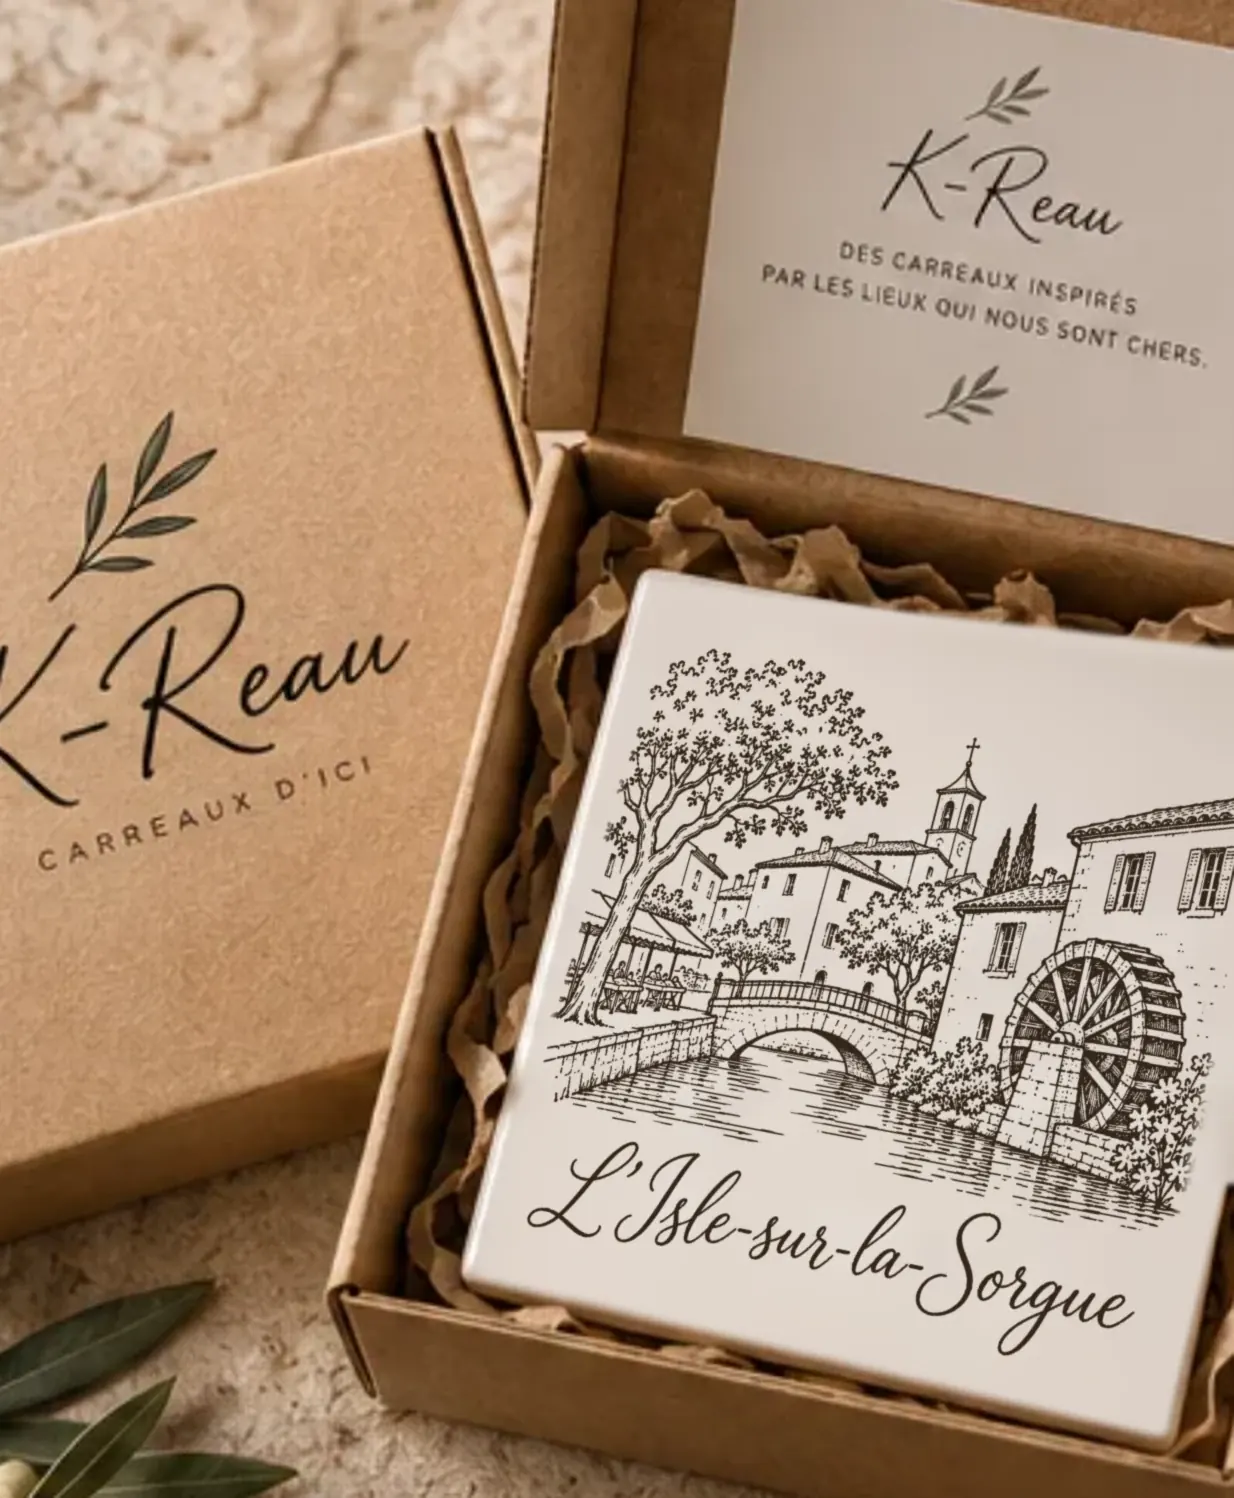 K-Reau
DES CARREAUX INSPIRÉS
PAR LES LIEUX QUI NOUS SONT CHERS.
K-Reau
CARREAUX D'ICI
L'Isle-sur-la-Sorgue